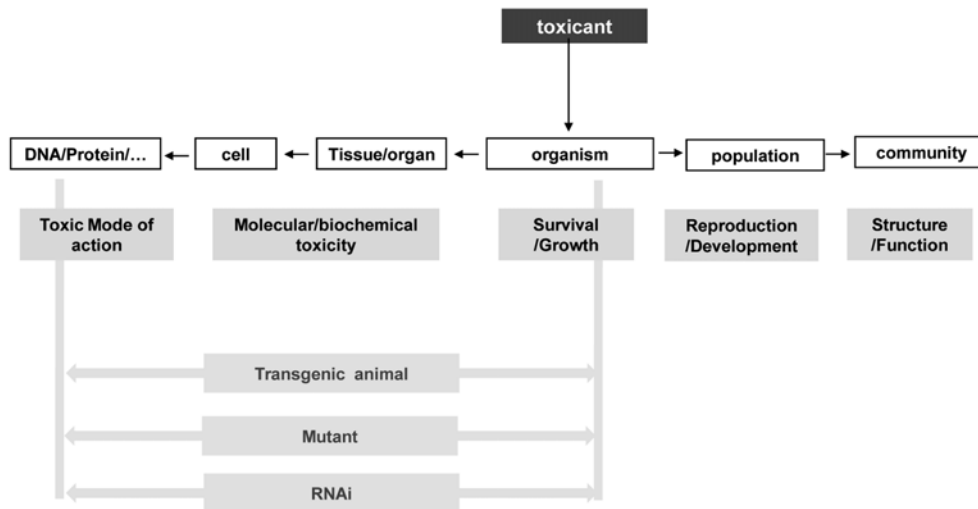 toxicant
DNA/Protein/...
cell
Tissue/organ
organism
population
community
Toxic Mode of
action
Molecular/biochemical
toxicity
Survival
/Growth
Reproduction
/Development
Structure
/Function
Transgenic animal
Mutant
RNAi